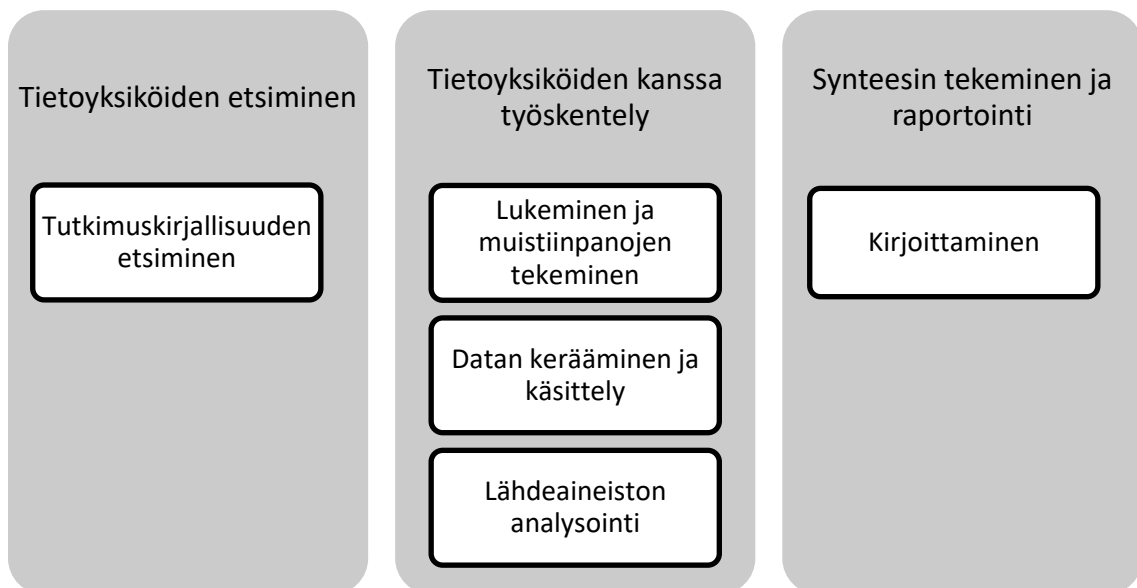 Tietoyksiköiden etsiminen
Tutkimuskirjallisuuden
etsiminen
Tietoyksiköiden kanssa
työskentely
Lukeminen ja
muistiinpanojen
tekeminen
Datan kerääminen ja
käsittely
Lähdeaineiston
analysointi
Synteesin tekeminen ja
raportointi
Kirjoittaminen